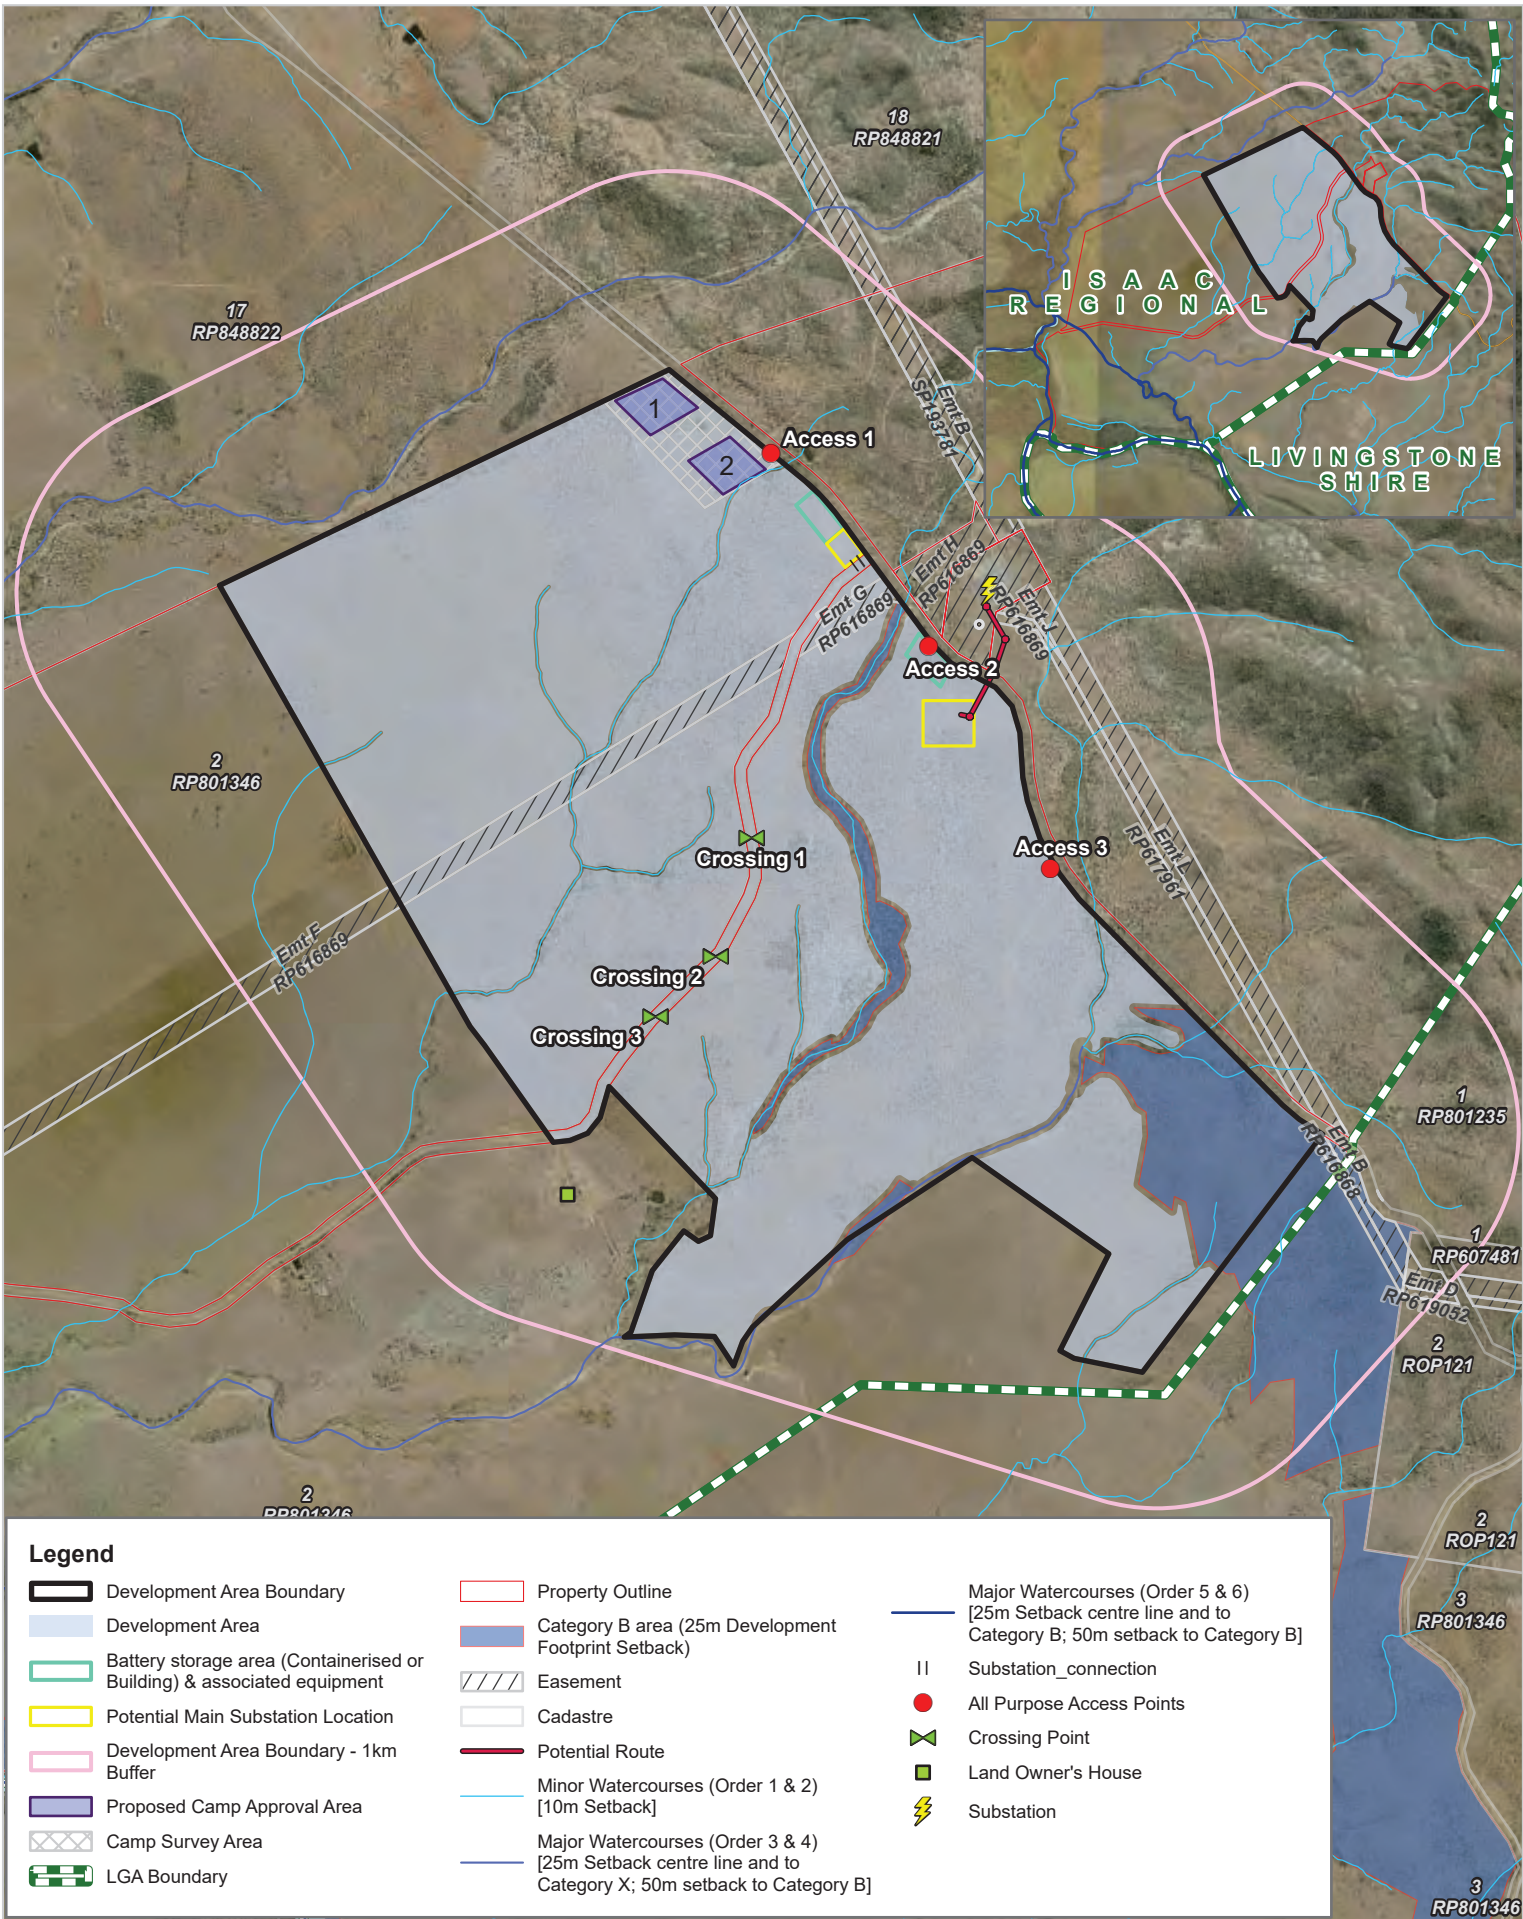 18
RP848821
17
RP848822
ISAAC
REGIONAL
LIVINGSTONE
SHIRE
1
2
Access 1
Emt B
SP193781
Emt H
RP616869
Emt G
RP616869
Emt J
RP616869
Access 2
2
RP801346
Crossing 1
Access 3
Emt L
RP617961
Emt F
RP616869
Crossing 2
Crossing 3
1
RP801235
Emt B
RP616868
1
RP607481
Emt D
RP619052
2
ROP121
2
RP801346
2
ROP121
3
RP801346
3
RP801346
Legend
Development Area Boundary
Development Area
Battery storage area (Containerised or
Building) & associated equipment
Potential Main Substation Location
Development Area Boundary - 1km
Buffer
Proposed Camp Approval Area
Camp Survey Area
LGA Boundary
Property Outline
Category B area (25m Development
Footprint Setback)
Easement
Cadastre
Potential Route
Minor Watercourses (Order 1 & 2)
[10m Setback]
Major Watercourses (Order 3 & 4)
[25m Setback centre line and to
Category X; 50m setback to Category B]
Major Watercourses (Order 5 & 6)
[25m Setback centre line and to
Category B; 50m setback to Category B]
Substation_connection
All Purpose Access Points
Crossing Point
Land Owner's House
Substation